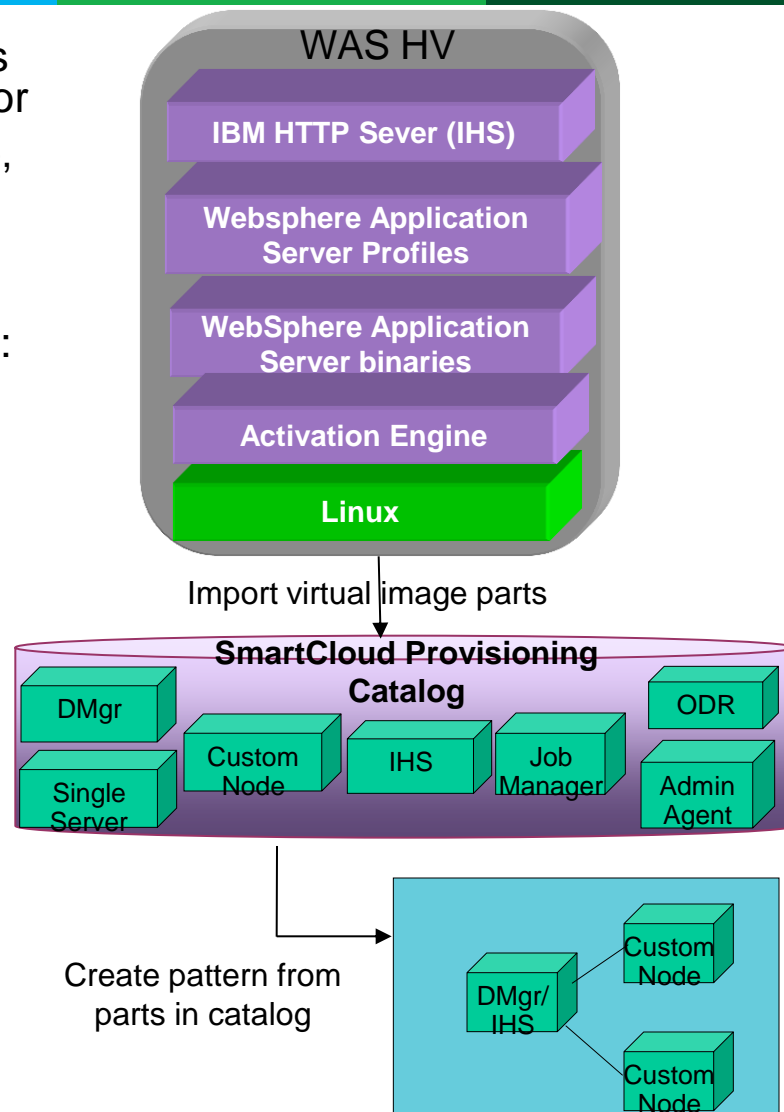 s
or
,
:
WAS HV
IBM HTTP Sever (IHS)
Websphere Application
Server Profiles
WebSphere Application
Server binaries
Activation Engine
Linux
Import virtual image parts
SmartCloud Provisioning
Catalog
DMgr
Single
Server
Custom
Node
IHS
Job
Manager
ODR
Admin
Agent
Create pattern from
parts in catalog
DMgr/
IHS
Custom
Node
Custom
Node